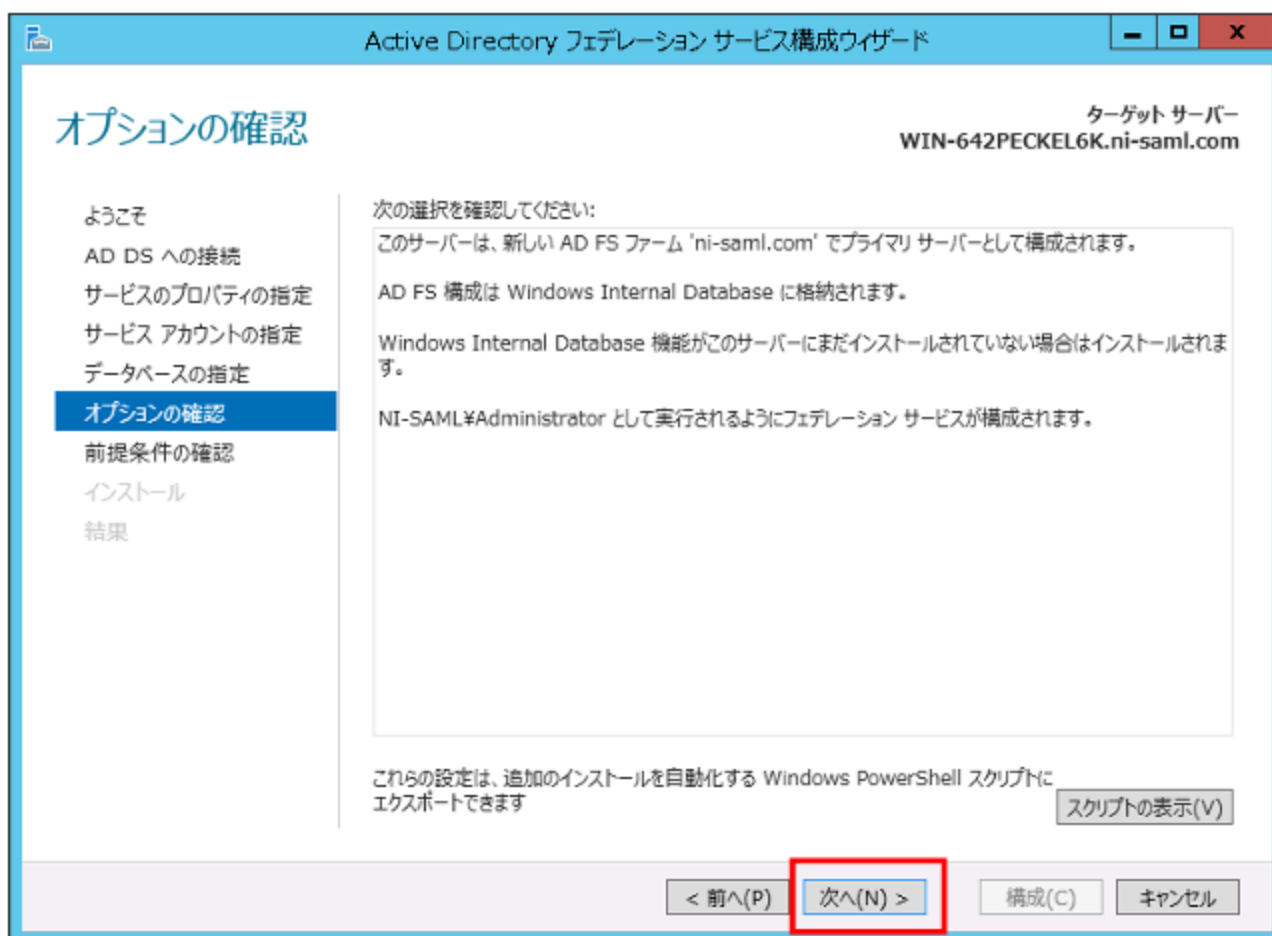 Active Directory フェデレーション サービス構成ウィザード
オプションの確認
ターゲット サーバー
WIN-642PECKEL6K.ni-saml.com
ようこそ
AD DS への接続
サービスのプロパティの指定
サービス アカウントの指定
データベースの指定
オプションの確認
前提条件の確認
インストール
結果
次の選択を確認してください:
このサーバーは、新しい AD FS ファーム 'ni-saml.com' でプライマリ サーバーとして構成されます。
AD FS 構成は Windows Internal Database に格納されます。
Windows Internal Database 機能がこのサーバーにまだインストールされていない場合はインストールされま
す。
NI-SAML¥Administrator として実行されるようにフェデレーション サービスが構成されます。
これらの設定は、追加のインストールを自動化する Windows PowerShell スクリプトに
エクスポートできます
スクリプトの表示(V)
< 前へ(P)
次へ(N) >
構成(C)
キャンセル